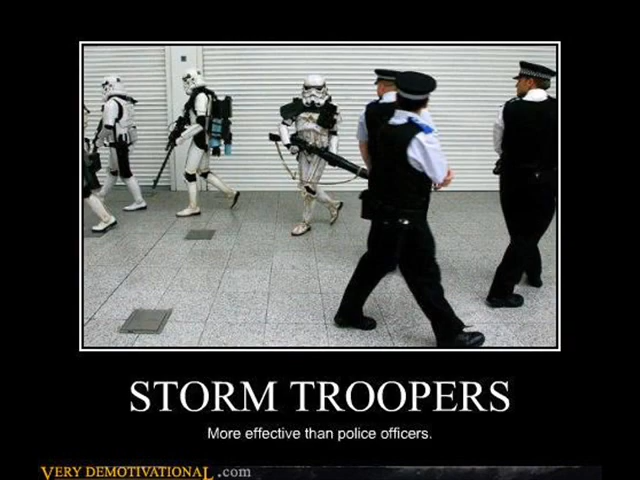 STORM TROOPERS
More effective than police officers.
VERY DEMOTIVATIONAL.com